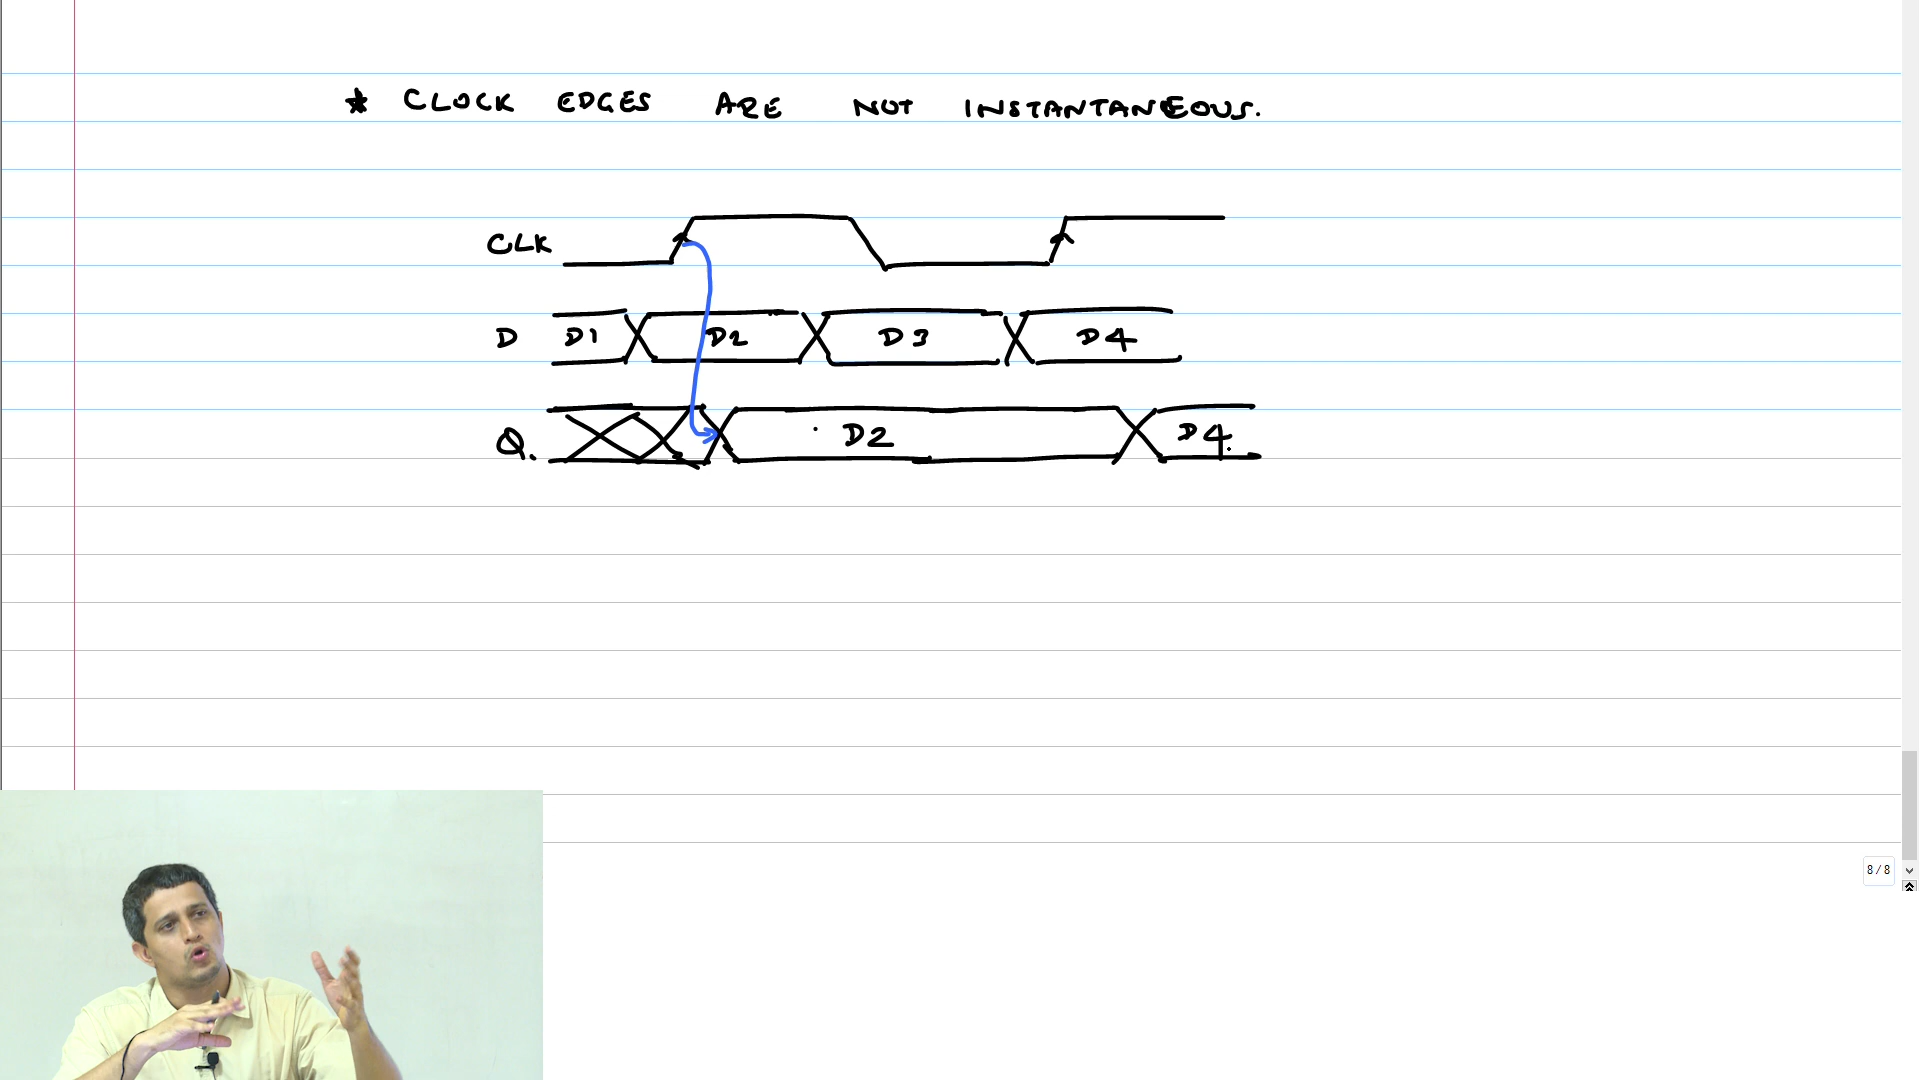 * CLOCK EDGES ARE NOT INSTANTANEOUS.
CLK
D D1 D2 D3 D4
Q. D2 D4
8/8